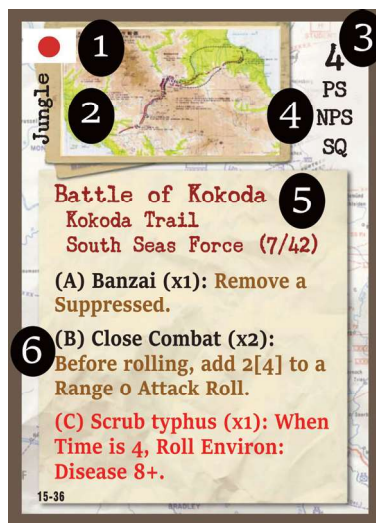 1
3
Jungle
2
4
4
PS
NPS
SQ
Battle of Kokoda
5
Kokoda Trail
South Seas Force (7/42)
(A) Banzai (x1): Remove a
Suppressed.
6
(B) Close Combat (x2):
Before rolling, add 2[4] to a
Range 0 Attack Roll.
(C) Scrub typhus (x1): When
Time is 4, Roll Environ:
Disease 8+.
15-36
BRADLEY